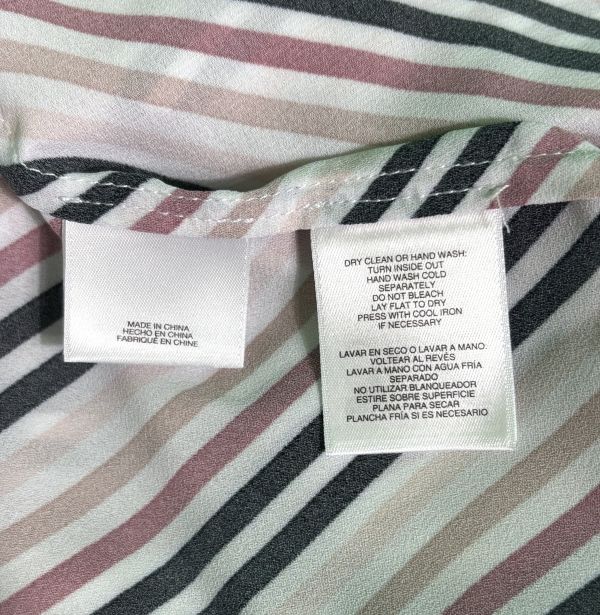 MADE IN CHINA
HECHO EN CHINA
FABRIQUÉ EN CHINE
DRY CLEAN OR HAND WASH:
TURN INSIDE OUT
HAND WASH COLD
SEPARATELY
DO NOT BLEACH
LAY FLAT TO DRY
PRESS WITH COOL IRON
IF NECESSARY
LAVAR EN SECO O LAVAR A MANO:
VOLTEAR AL REVÉS
LAVAR A MANO CON AGUA FRÍA
SEPARADO
NO UTILIZAR BLANQUEADOR
ESTIRE SOBRE SUPERFICIE
PLANA PARA SECAR
PLANCHA FRÍA SI ES NECESARIO